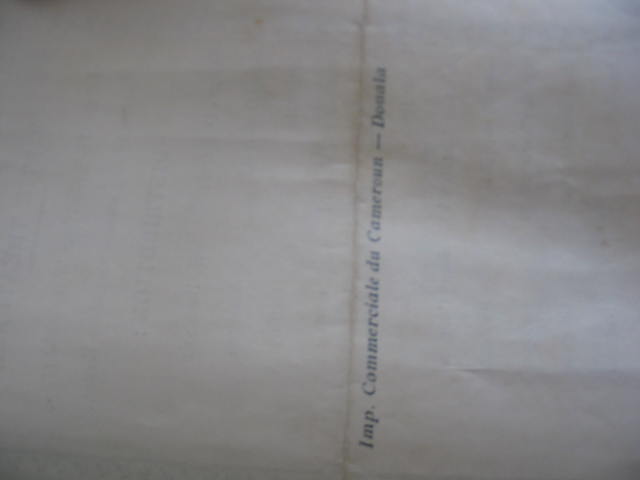 Imp. Commerciale du Cameroun — Douala